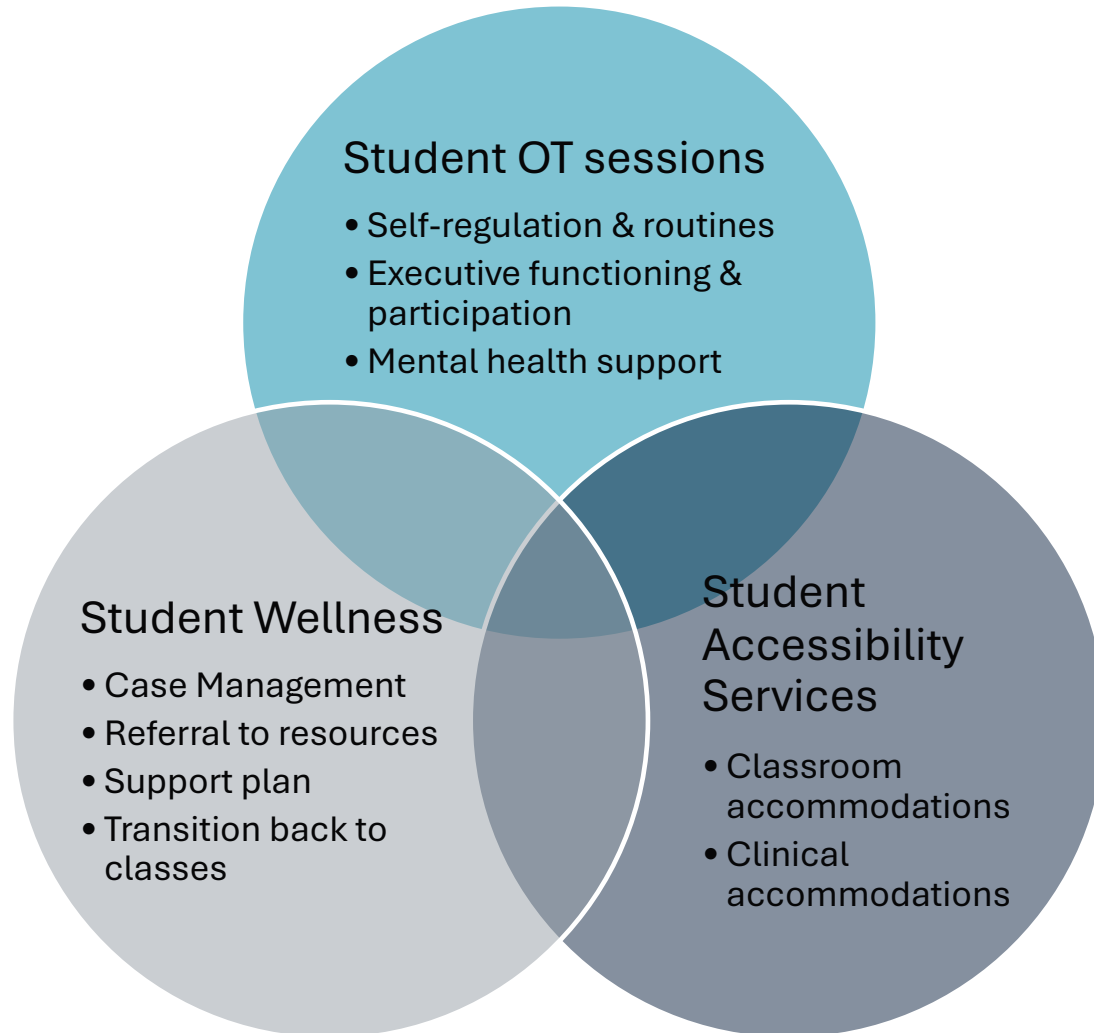 Student OT sessions
• Self-regulation & routines
• Executive functioning &
participation
• Mental health support
Student Wellness
• Case Management
• Referral to resources
• Support plan
• Transition back to
classes
Student
Accessibility
Services
• Classroom
accommodations
• Clinical
accommodations